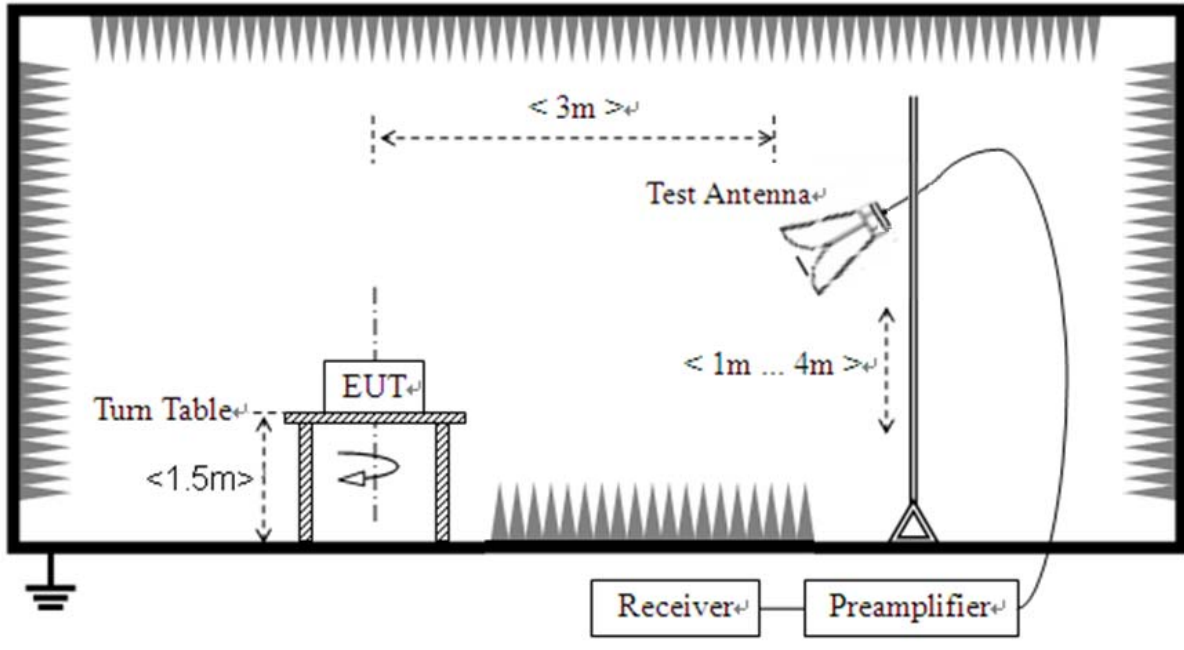 < 3m >↵
Test Antenna↵
< 1m ... 4m >↵
EUT↵
Turn Table↵
<1.5m>
Receiver↵
Preamplifier↵